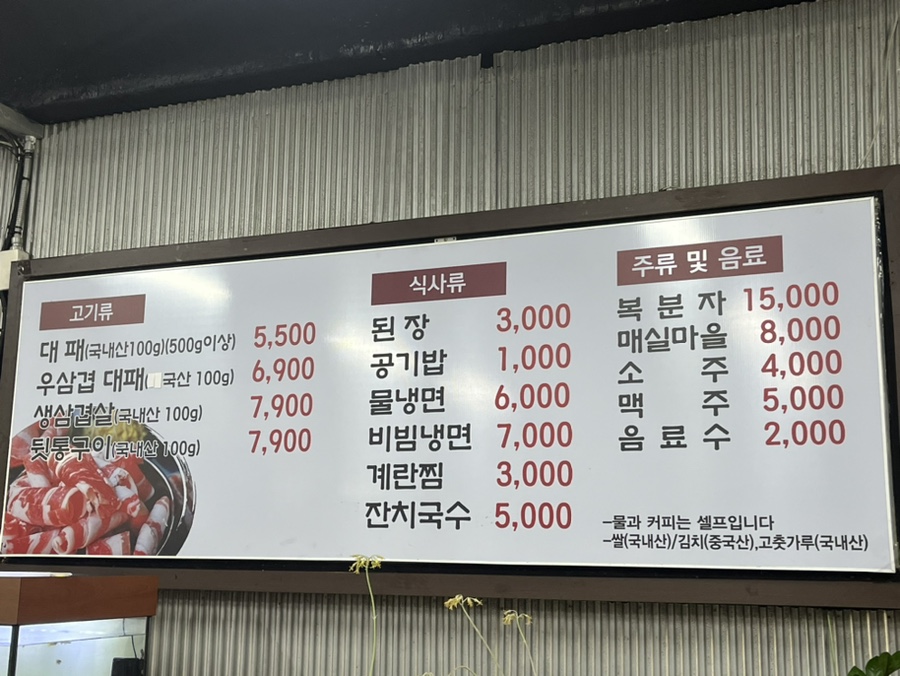 고기류
대 패(국내산100g)(500g이상) 5,500
우삼겹 대패( 국산 100g) 6,900
생삼겹살(국내산 100g) 7,900
뒷통구이(국내산 100g) 7,900
식사류
된 장 3,000
공기밥 1,000
물냉면 6,000
비빔냉면 7,000
계란찜 3,000
잔치국수 5,000
주류 및 음료
복 분 자 15,000
매실마을 8,000
소 주 4,000
맥 주 5,000
음 료 수 2,000
-물과 커피는 셀프입니다
-쌀(국내산)/김치(중국산),고춧가루(국내산)